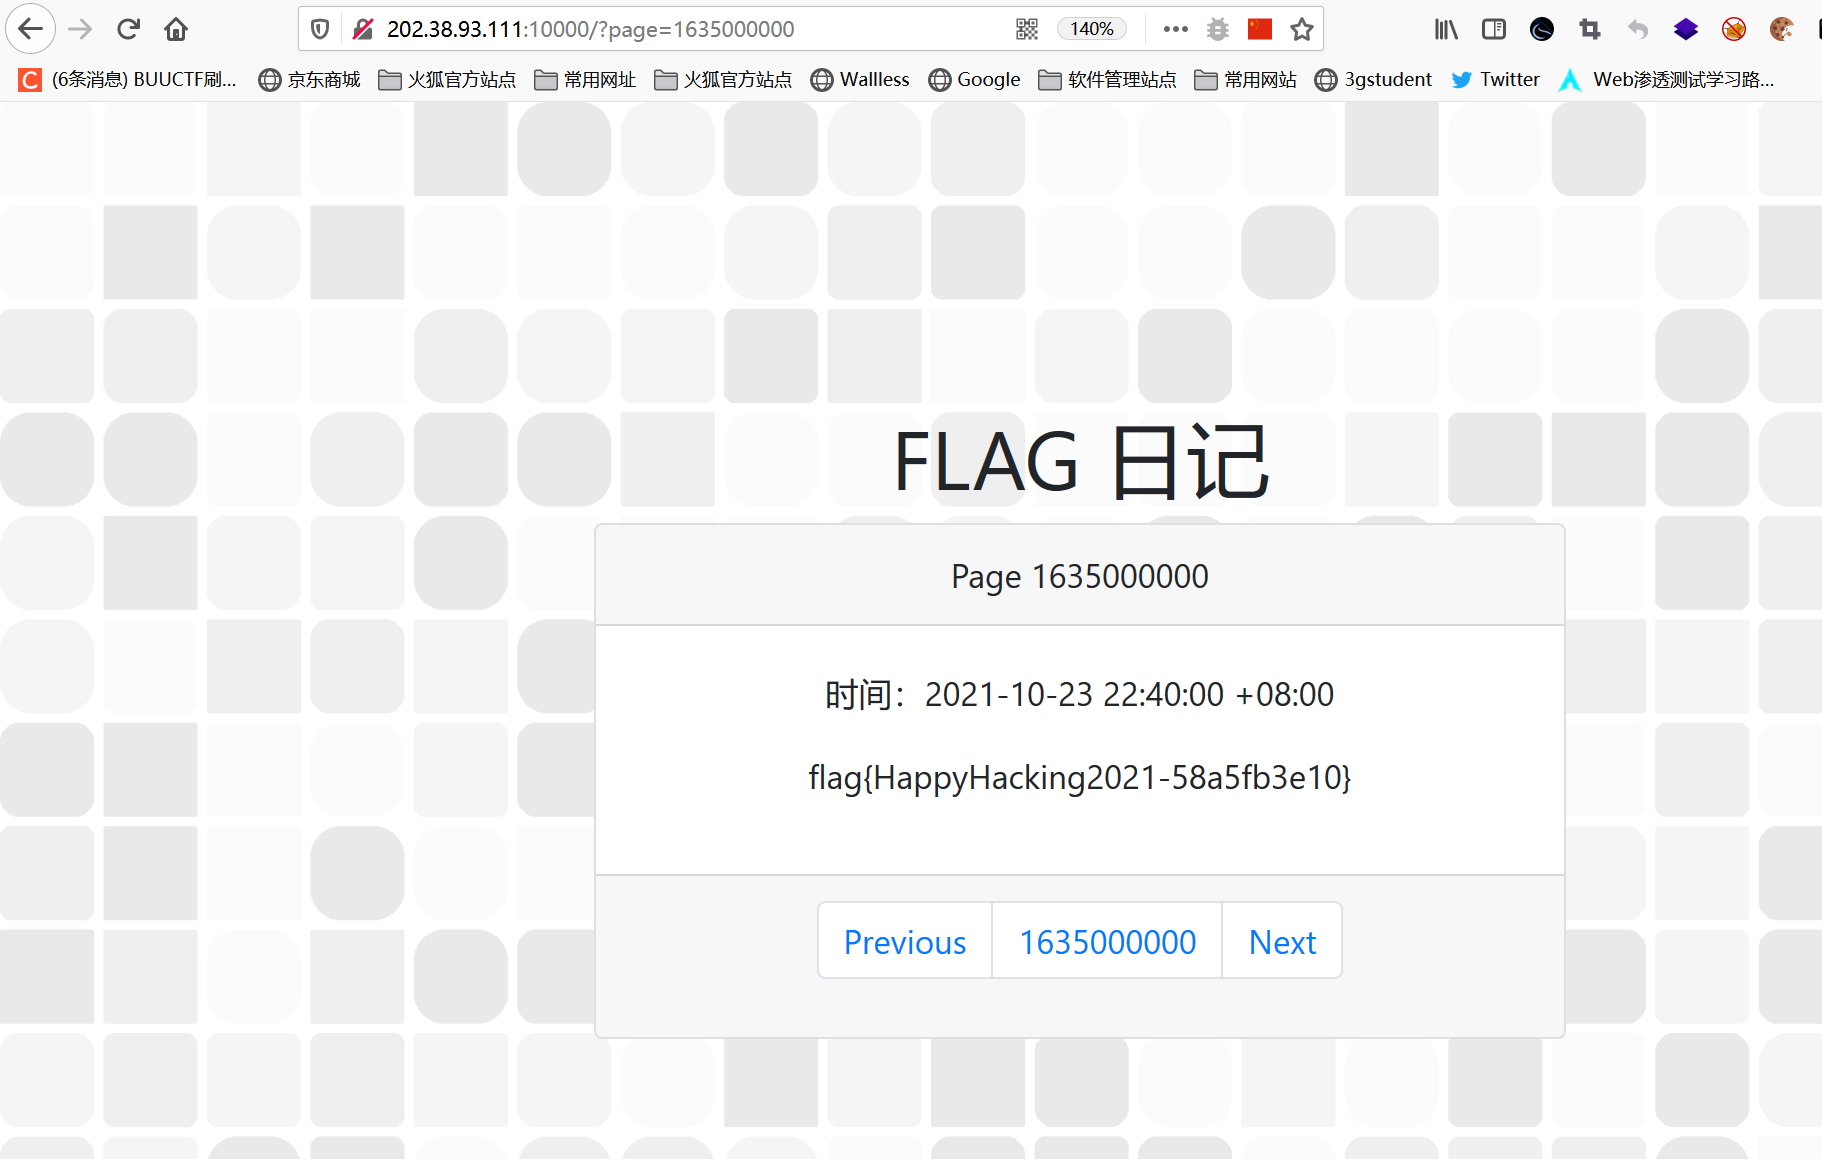 202.38.93.111:10000/?page=1635000000 140%
C (6条消息) BUUCTF刷... 京东商城 火狐官方站点 常用网址 火狐官方站点 Wallless Google 软件管理站点 常用网站 3gstudent Twitter Web渗透测试学习路...
FLAG 日记
Page 1635000000
时间：2021-10-23 22:40:00 +08:00
flag{HappyHacking2021-58a5fb3e10}
Previous 1635000000 Next